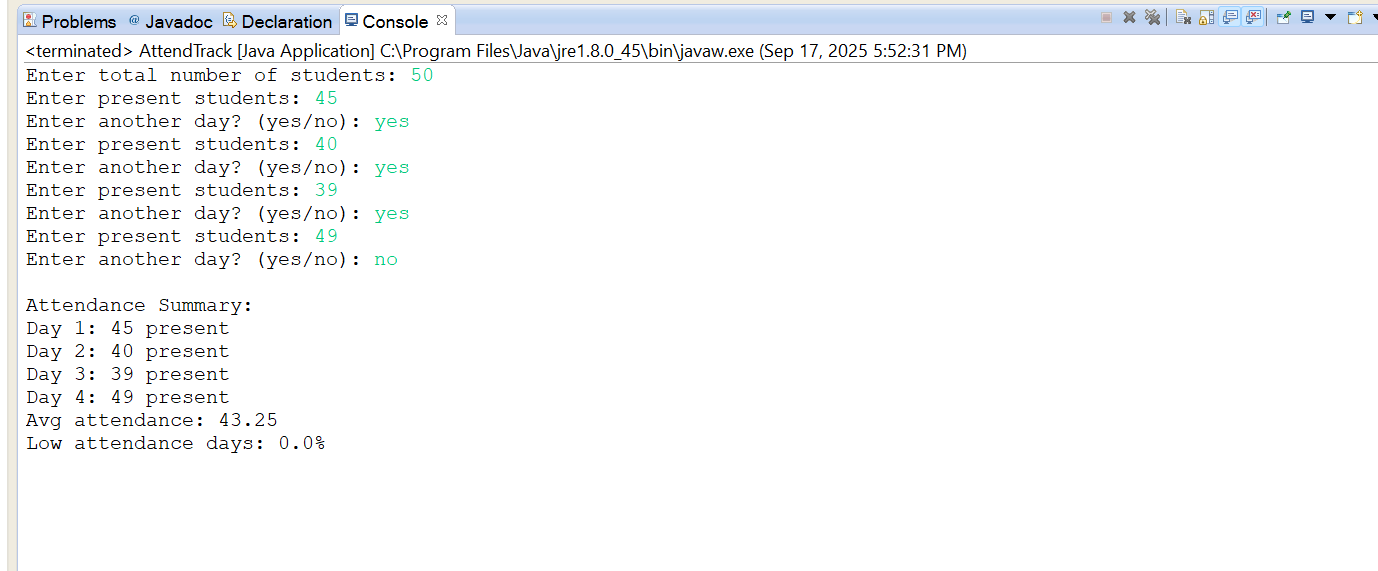 Problems @ Javadoc Declaration Console
<terminated> AttendTrack [Java Application] C:\Program Files\Java\jre1.8.0_45\bin\javaw.exe (Sep 17, 2025 5:52:31 PM)
Enter total number of students: 50
Enter present students: 45
Enter another day? (yes/no): yes
Enter present students: 40
Enter another day? (yes/no): yes
Enter present students: 39
Enter another day? (yes/no): yes
Enter present students: 49
Enter another day? (yes/no): no
Attendance Summary:
Day 1: 45 present
Day 2: 40 present
Day 3: 39 present
Day 4: 49 present
Avg attendance: 43.25
Low attendance days: 0.0%